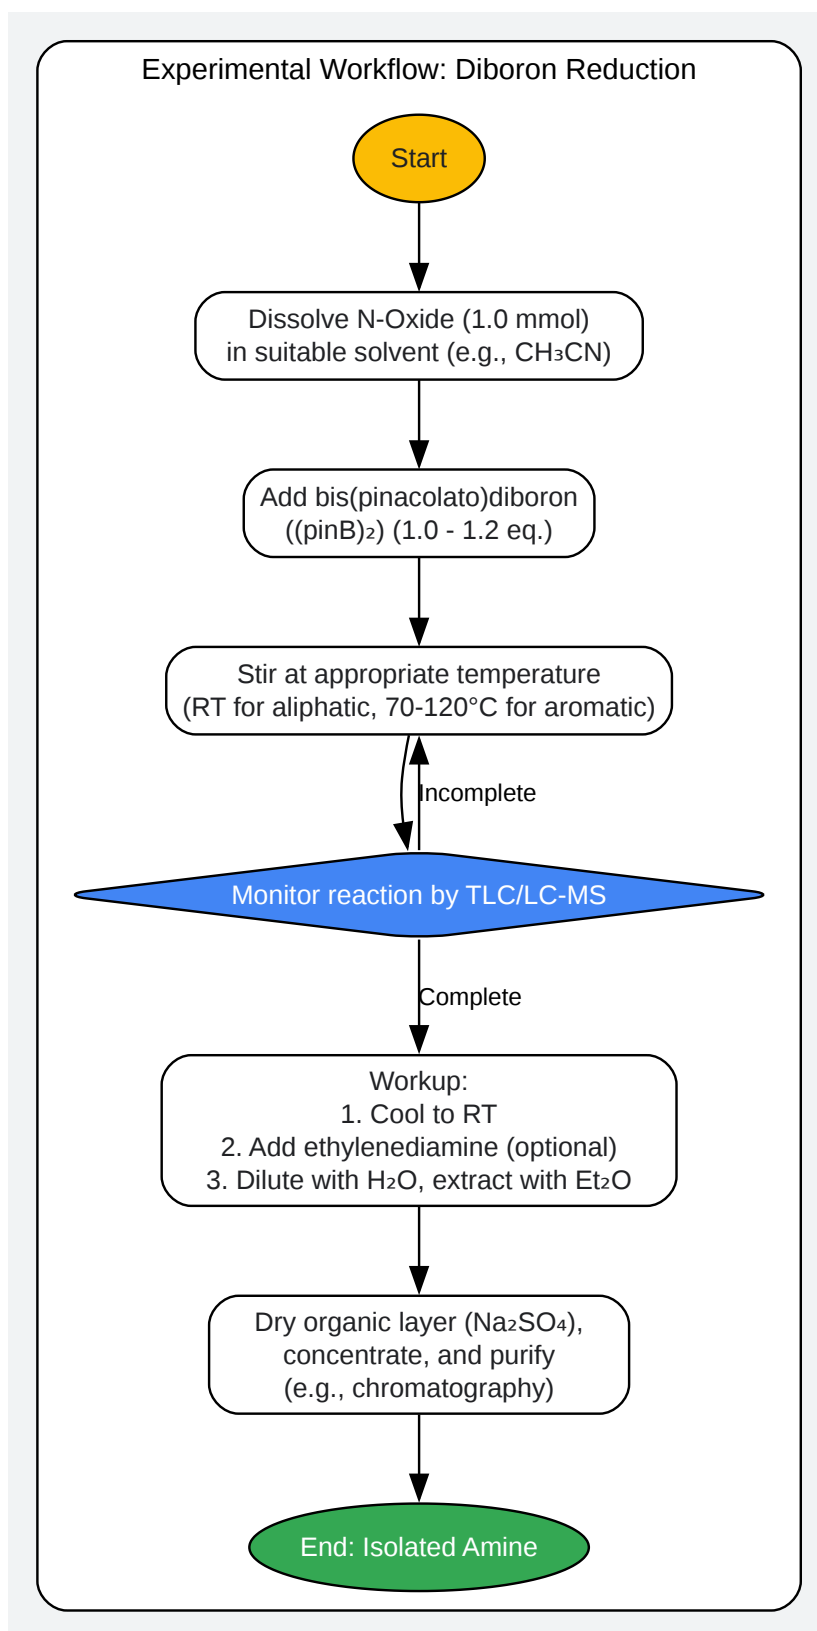 Experimental Workflow: Diboron Reduction
Start
Dissolve N-Oxide (1.0 mmol)
in suitable solvent (e.g., CH₃CN)
Add bis(pinacolato)diboron
((pinB)₂) (1.0 - 1.2 eq.)
Stir at appropriate temperature
(RT for aliphatic, 70-120°C for aromatic)
Incomplete
Monitor reaction by TLC/LC-MS
Complete
Workup:
1. Cool to RT
2. Add ethylenediamine (optional)
3. Dilute with H₂O, extract with Et₂O
Dry organic layer (Na₂SO₄),
concentrate, and purify
(e.g., chromatography)
End: Isolated Amine